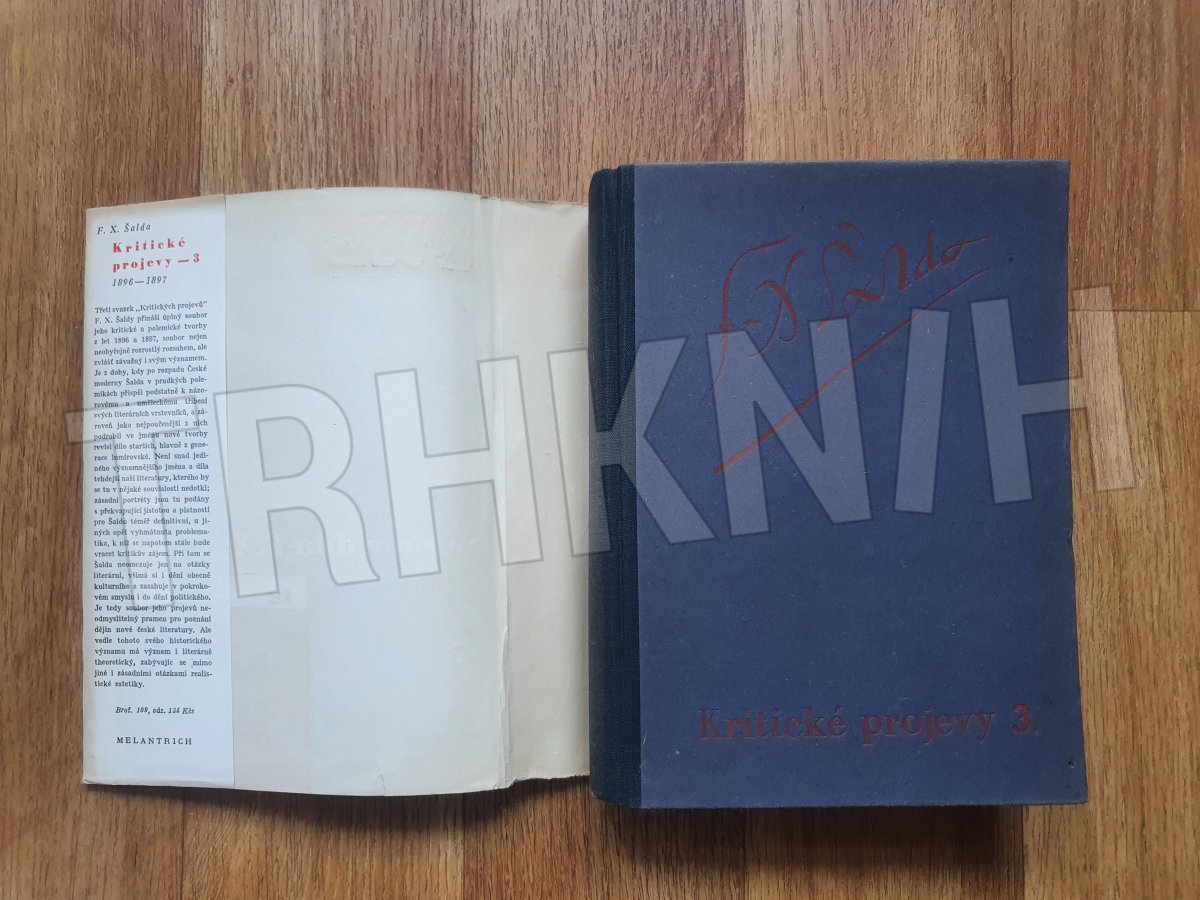 F. X. Šalda
Kritické
projevy — 3
1896—1897
Třetí svazek „Kritických projevů"
F. X. Šaldy přináší úplný soubor
jeho kritické a polemické tvorby
z let 1896 a 1897, soubor nejen
neobyčejně rozrostlý rozsahem, ale
zvlášť závažný i svým významem.
Je z doby, kdy po rozpadu České
moderny Šalda v prudkých pole-
mikách přispěl podstatně k názo-
rovému a uměleckému tříbení
svých literárních vrstevníků, a zá-
roveň jako nejpoučenější z nich
podrobil ve jménu nové tvorby
revisi dílo starších, hlavně z gene-
race lumírovské. Není snad jedi-
ného významnějšího jména a díla
tehdejší naší literatury, kterého by
se tu v nějaké souvislosti nedotkl;
zásadní portréty jsou tu podány
s překvapující jistotou a platností
pro Šaldu téměř definitivní, u ji-
ných opět vyhmátnuta problema-
tika, k níž se napotom stále bude
vracet kritikův zájem. Při tom se
Šalda neomezuje jen na otázky
literární, všímá si i dění obecně
kulturního a zasahuje v pokroko-
vém smyslu i do dění politického.
Je tedy soubor jeho projevů ne-
odmyslitelný pramen pro poznání
dějin nové české literatury. Ale
vedle tohoto svého historického
významu má význam i literárně
theoretický, zabývajíc se mimo
jiné i zásadními otázkami realis-
tické estetiky.
Brož. 109, váz. 136 Kčs
MELANTRICH
F. X. Šalda
Kritické projevy 3
TRHKNIH